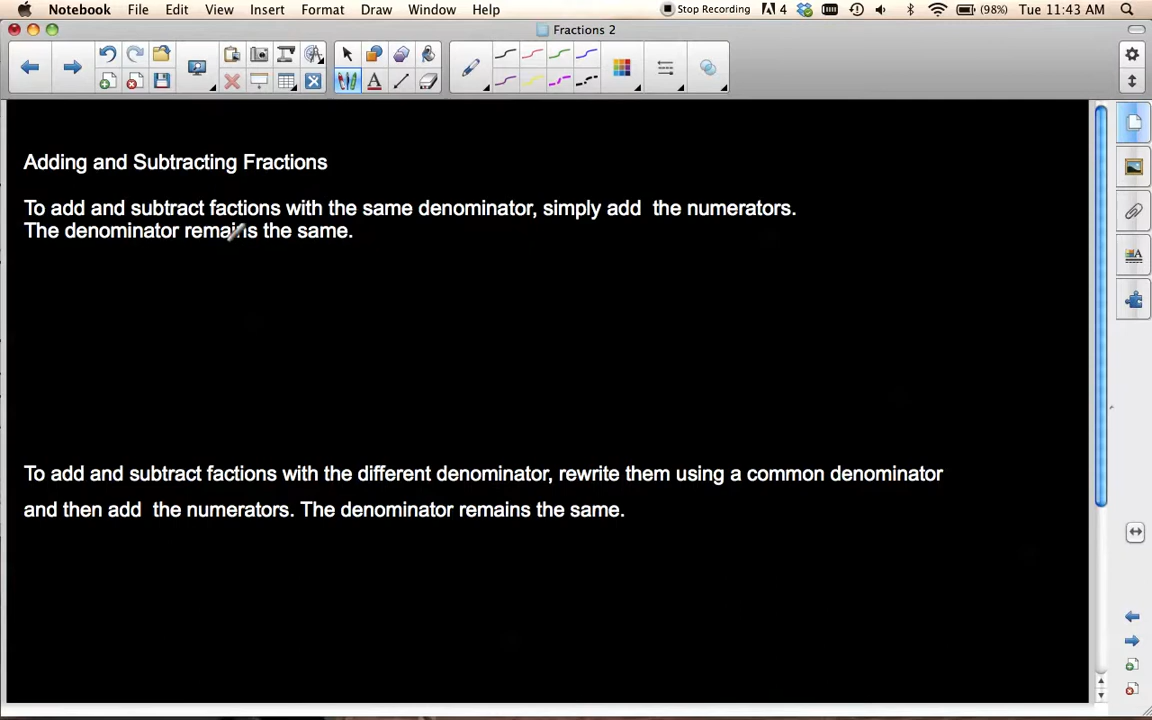 Notebook File Edit View Insert Format Draw Window Help Stop Recording 4 (98%) Tue 11:43 AM
Fractions 2
Adding and Subtracting Fractions
To add and subtract factions with the same denominator, simply add the numerators.
The denominator remains the same.
To add and subtract factions with the different denominator, rewrite them using a common denominator
and then add the numerators. The denominator remains the same.